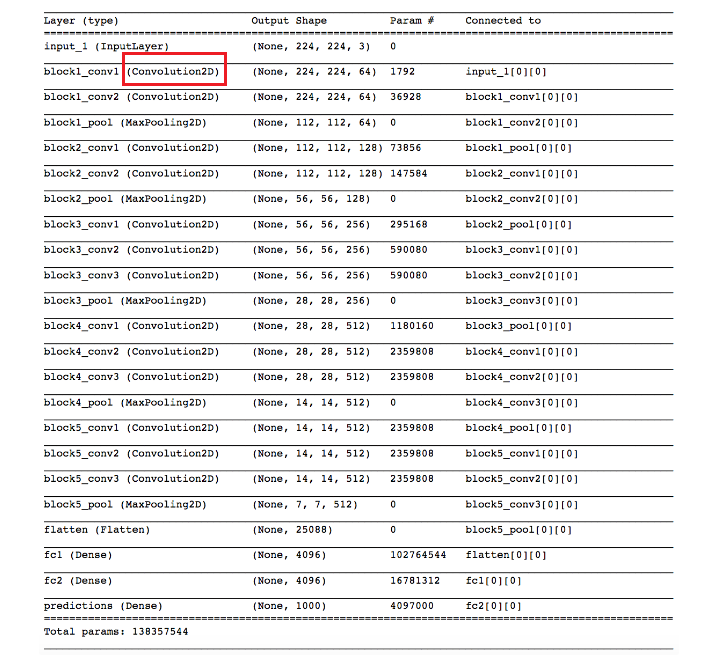 Layer (type) Output Shape Param # Connected to
input_1 (InputLayer) (None, 224, 224, 3) 0
block1_conv1 (Convolution2D) (None, 224, 224, 64) 1792 input_1[0][0]
block1_conv2 (Convolution2D) (None, 224, 224, 64) 36928 block1_conv1[0][0]
block1_pool (MaxPooling2D) (None, 112, 112, 64) 0 block1_conv2[0][0]
block2_conv1 (Convolution2D) (None, 112, 112, 128) 73856 block1_pool[0][0]
block2_conv2 (Convolution2D) (None, 112, 112, 128) 147584 block2_conv1[0][0]
block2_pool (MaxPooling2D) (None, 56, 56, 128) 0 block2_conv2[0][0]
block3_conv1 (Convolution2D) (None, 56, 56, 256) 295168 block2_pool[0][0]
block3_conv2 (Convolution2D) (None, 56, 56, 256) 590080 block3_conv1[0][0]
block3_conv3 (Convolution2D) (None, 56, 56, 256) 590080 block3_conv2[0][0]
block3_pool (MaxPooling2D) (None, 28, 28, 256) 0 block3_conv3[0][0]
block4_conv1 (Convolution2D) (None, 28, 28, 512) 1180160 block3_pool[0][0]
block4_conv2 (Convolution2D) (None, 28, 28, 512) 2359808 block4_conv1[0][0]
block4_conv3 (Convolution2D) (None, 28, 28, 512) 2359808 block4_conv2[0][0]
block4_pool (MaxPooling2D) (None, 14, 14, 512) 0 block4_conv3[0][0]
block5_conv1 (Convolution2D) (None, 14, 14, 512) 2359808 block4_pool[0][0]
block5_conv2 (Convolution2D) (None, 14, 14, 512) 2359808 block5_conv1[0][0]
block5_conv3 (Convolution2D) (None, 14, 14, 512) 2359808 block5_conv2[0][0]
block5_pool (MaxPooling2D) (None, 7, 7, 512) 0 block5_conv3[0][0]
flatten (Flatten) (None, 25088) 0 block5_pool[0][0]
fc1 (Dense) (None, 4096) 102764544 flatten[0][0]
fc2 (Dense) (None, 4096) 16781312 fc1[0][0]
predictions (Dense) (None, 1000) 4097000 fc2[0][0]
Total params: 138357544